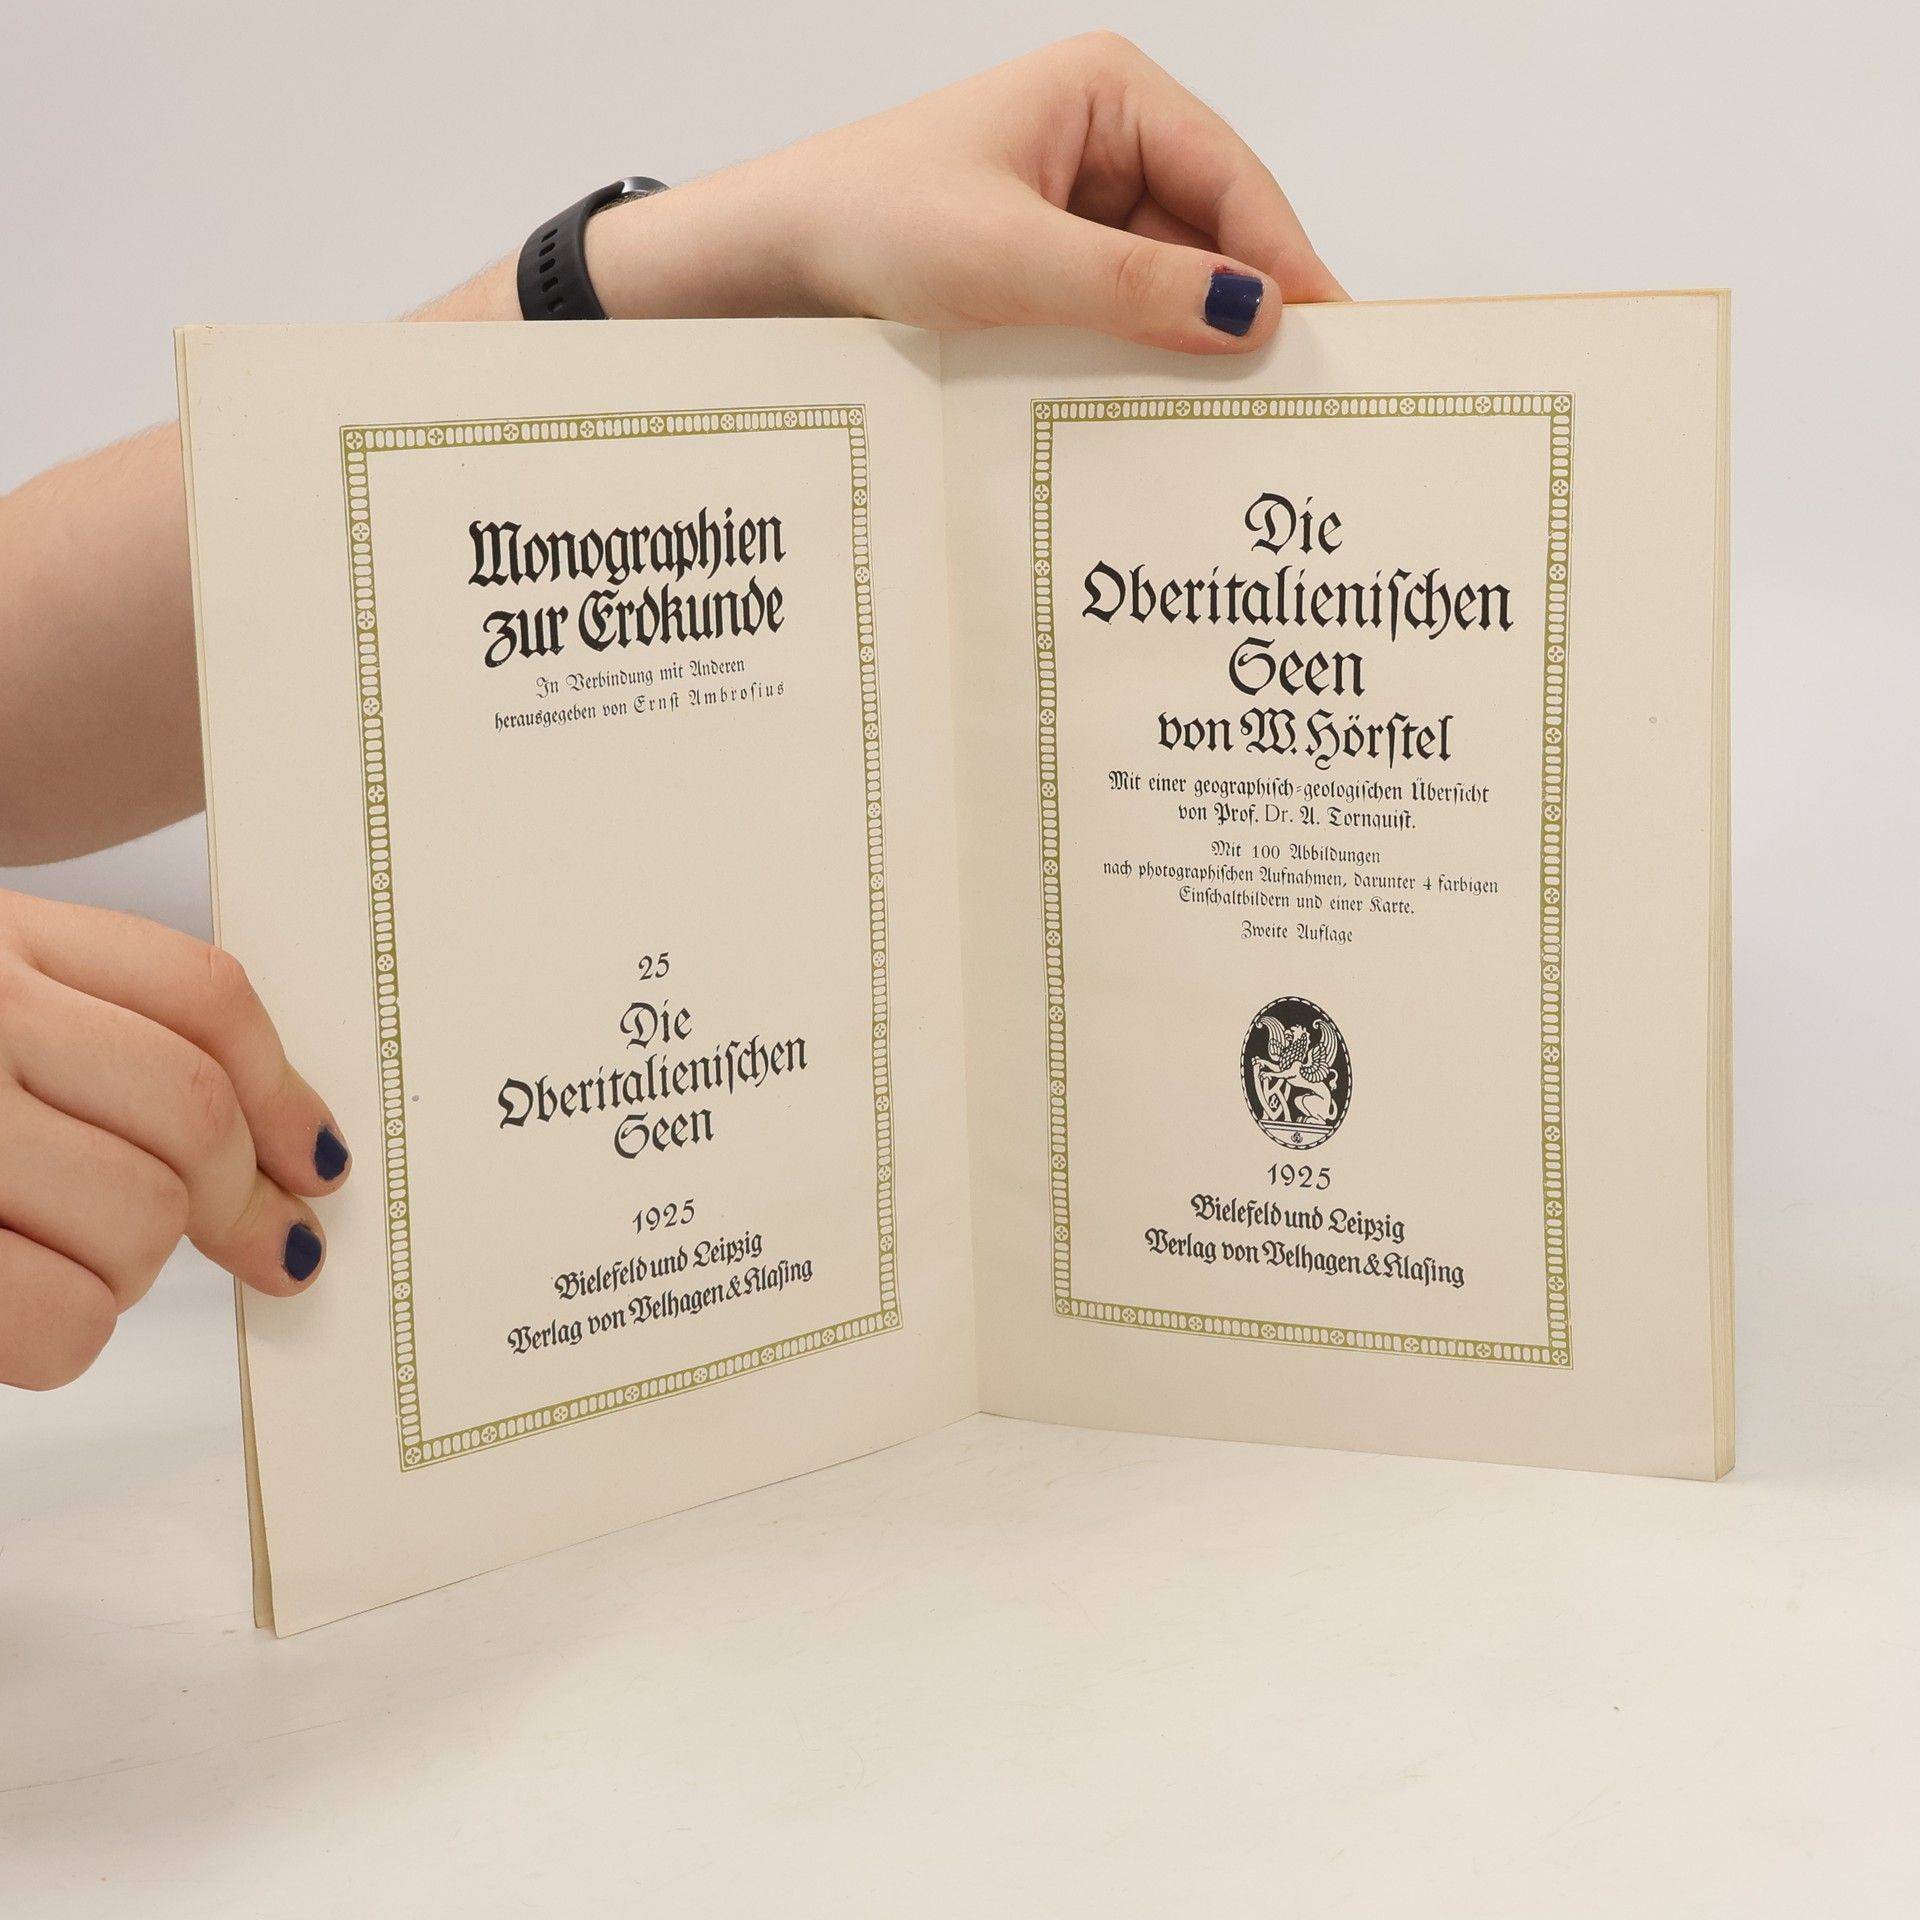 Monographien
zur Erdkunde
In Verbindung mit Anderen
herausgegeben von Ernſt Ambroſius
25
Die
Oberitalieniſchen
Seen
1925
Bielefeld und Leipzig
Verlag von Velhagen & Klaſing
Die
Oberitalieniſchen
Seen
von W. Hörſtel
Mit einer geographiſch-geologiſchen Überſicht
von Prof. Dr. A. Tornquiſt.
Mit 100 Abbildungen
nach photographiſchen Aufnahmen, darunter 4 farbigen
Einſchaltbildern und einer Karte.
Zweite Auflage
1925
Bielefeld und Leipzig
Verlag von Velhagen & Klaſing